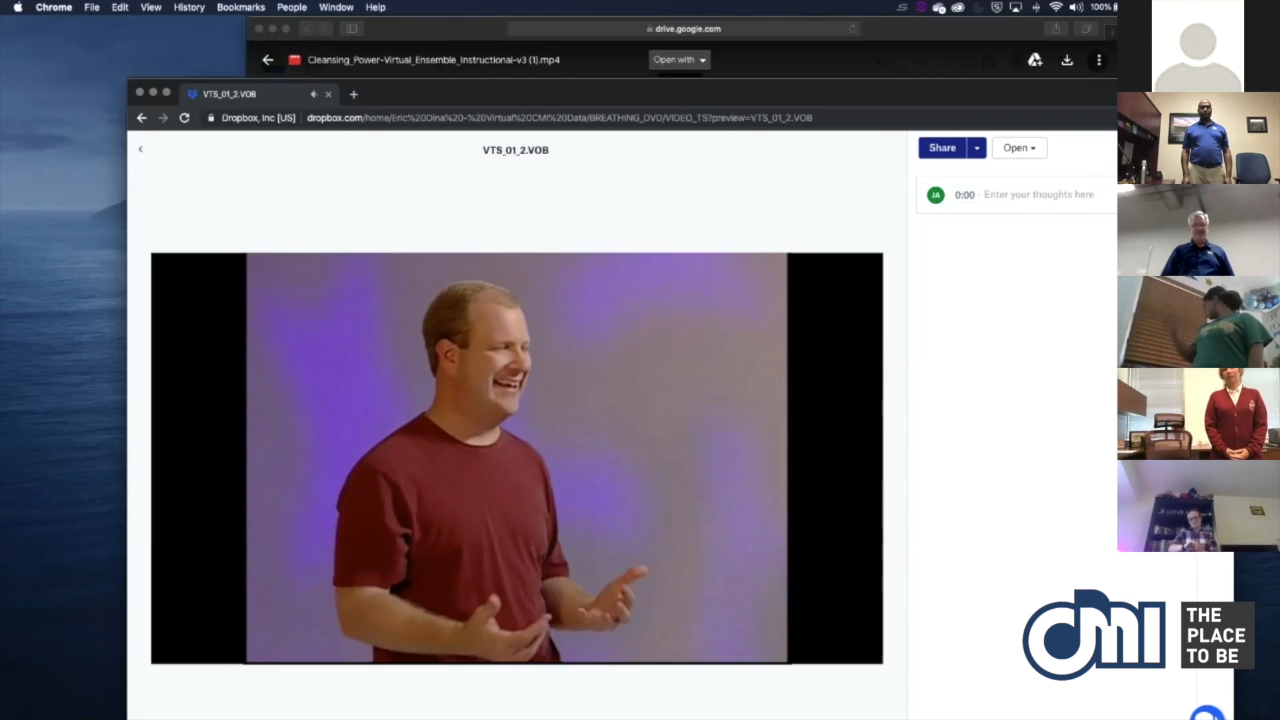 Chrome File Edit View History Bookmarks People Window Help 100%
drive.google.com
Cleansing_Power-Virtual_Ensemble_Instructional-v3 (1).mp4 Open with
VTS_01_2.VOB
Dropbox, Inc [US] dropbox.com/home/Eric%20Dina%20-%20Virtual%20CMI%20Data/BREATHING_DVD/VIDEO_TS?preview=VTS_01_2.VOB
VTS_01_2.VOB
Share Open
JA 0:00 - Enter your thoughts here
cmi THE
PLACE
TO BE